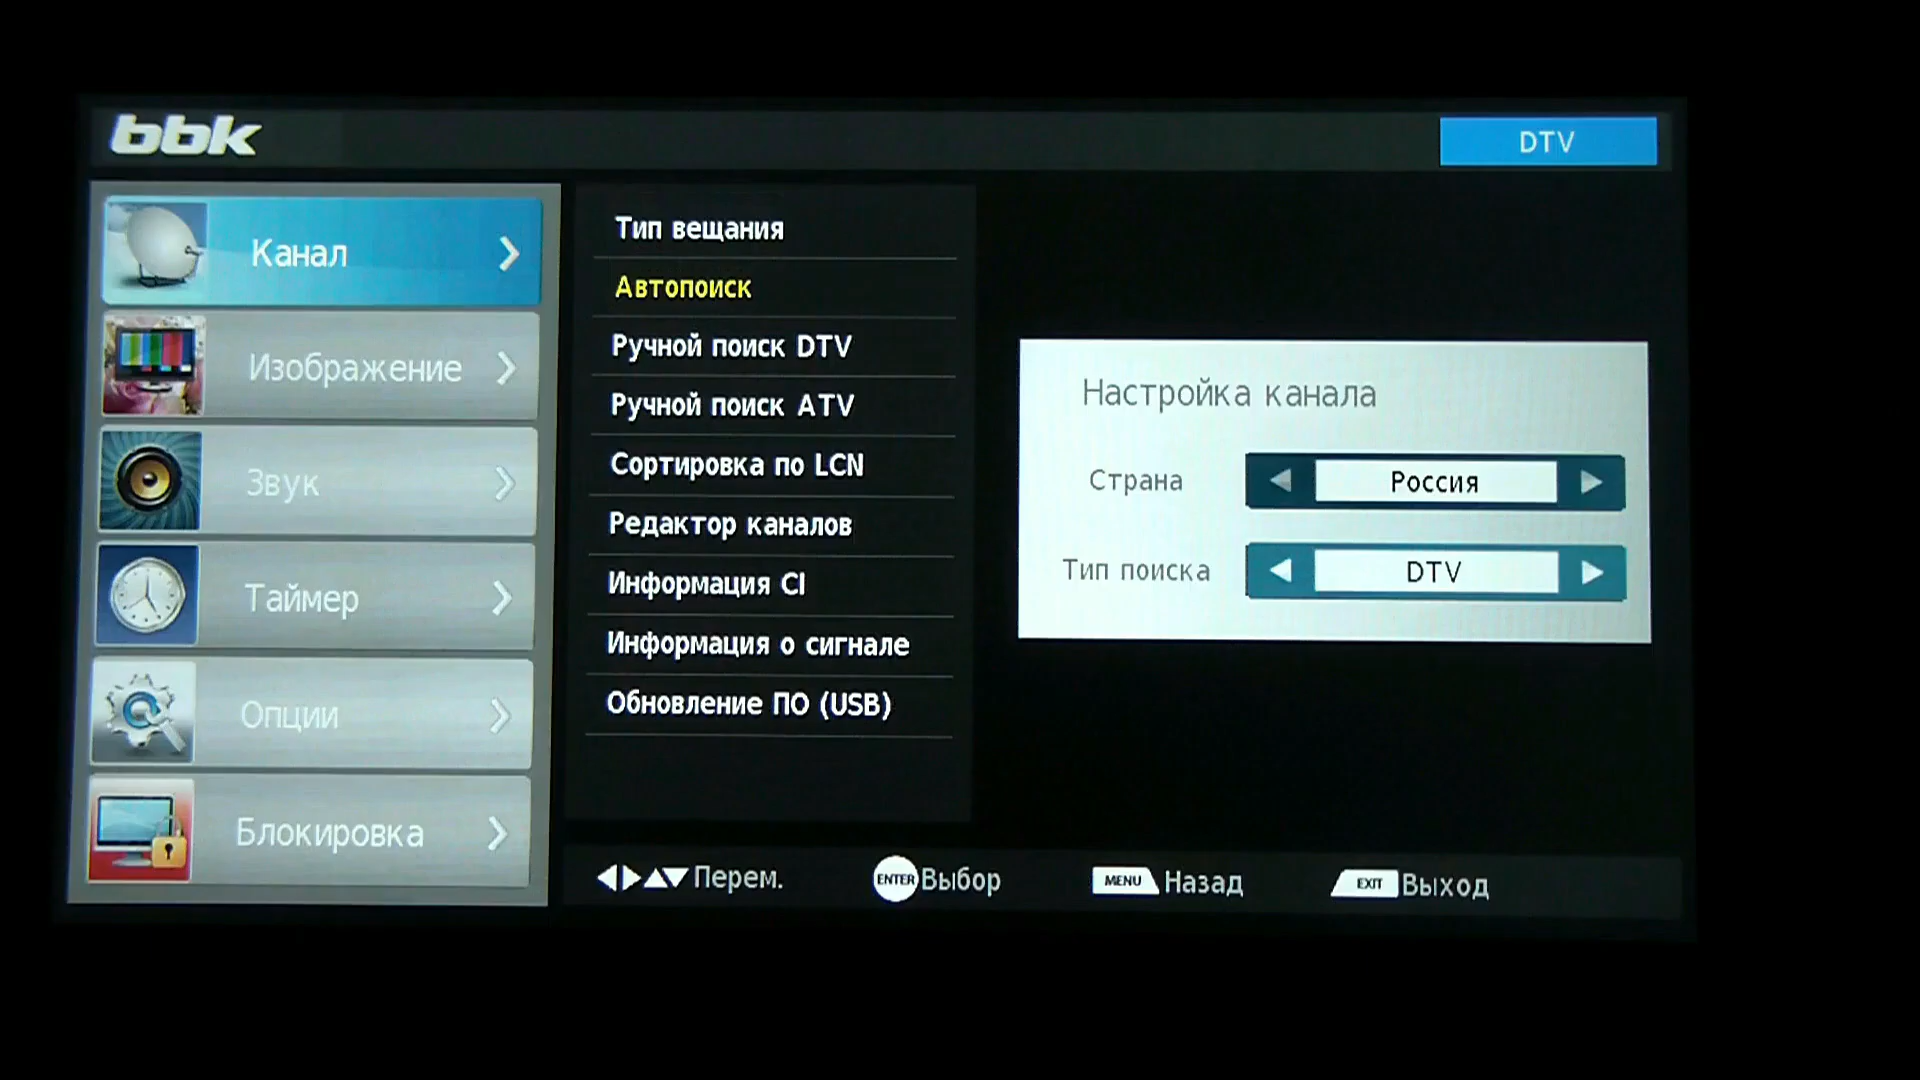 bbk
DTV
Канал
Изображение
Звук
Таймер
Опции
Блокировка
Тип вещания
Автопоиск
Ручной поиск DTV
Ручной поиск ATV
Сортировка по LCN
Редактор каналов
Информация CI
Информация о сигнале
Обновление ПО (USB)
Настройка канала
Страна Россия
Тип поиска DTV
Перем. ENTER Выбор MENU Назад EXIT Выход